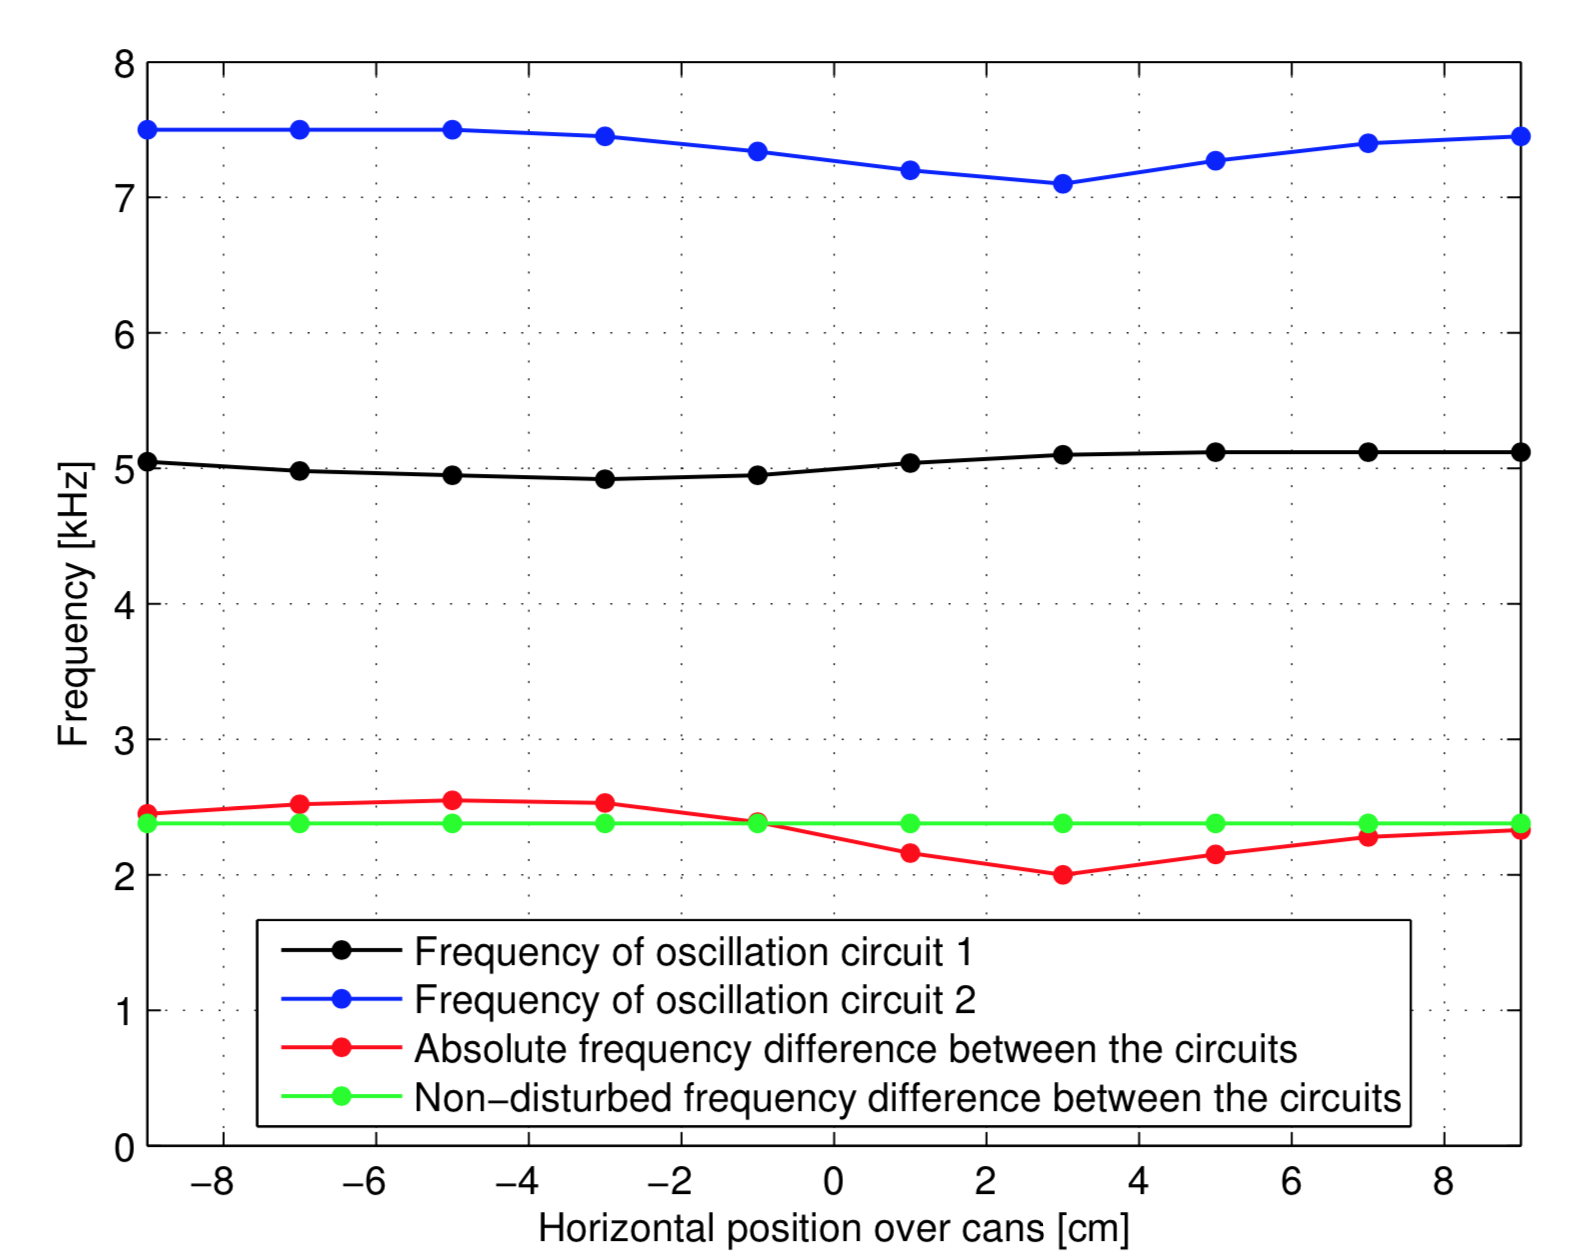 8
7
6
5
4
3
2
1
0
Frequency [kHz]
Frequency of oscillation circuit 1
Frequency of oscillation circuit 2
Absolute frequency difference between the circuits
Non−disturbed frequency difference between the circuits
−8 −6 −4 −2 0 2 4 6 8
Horizontal position over cans [cm]